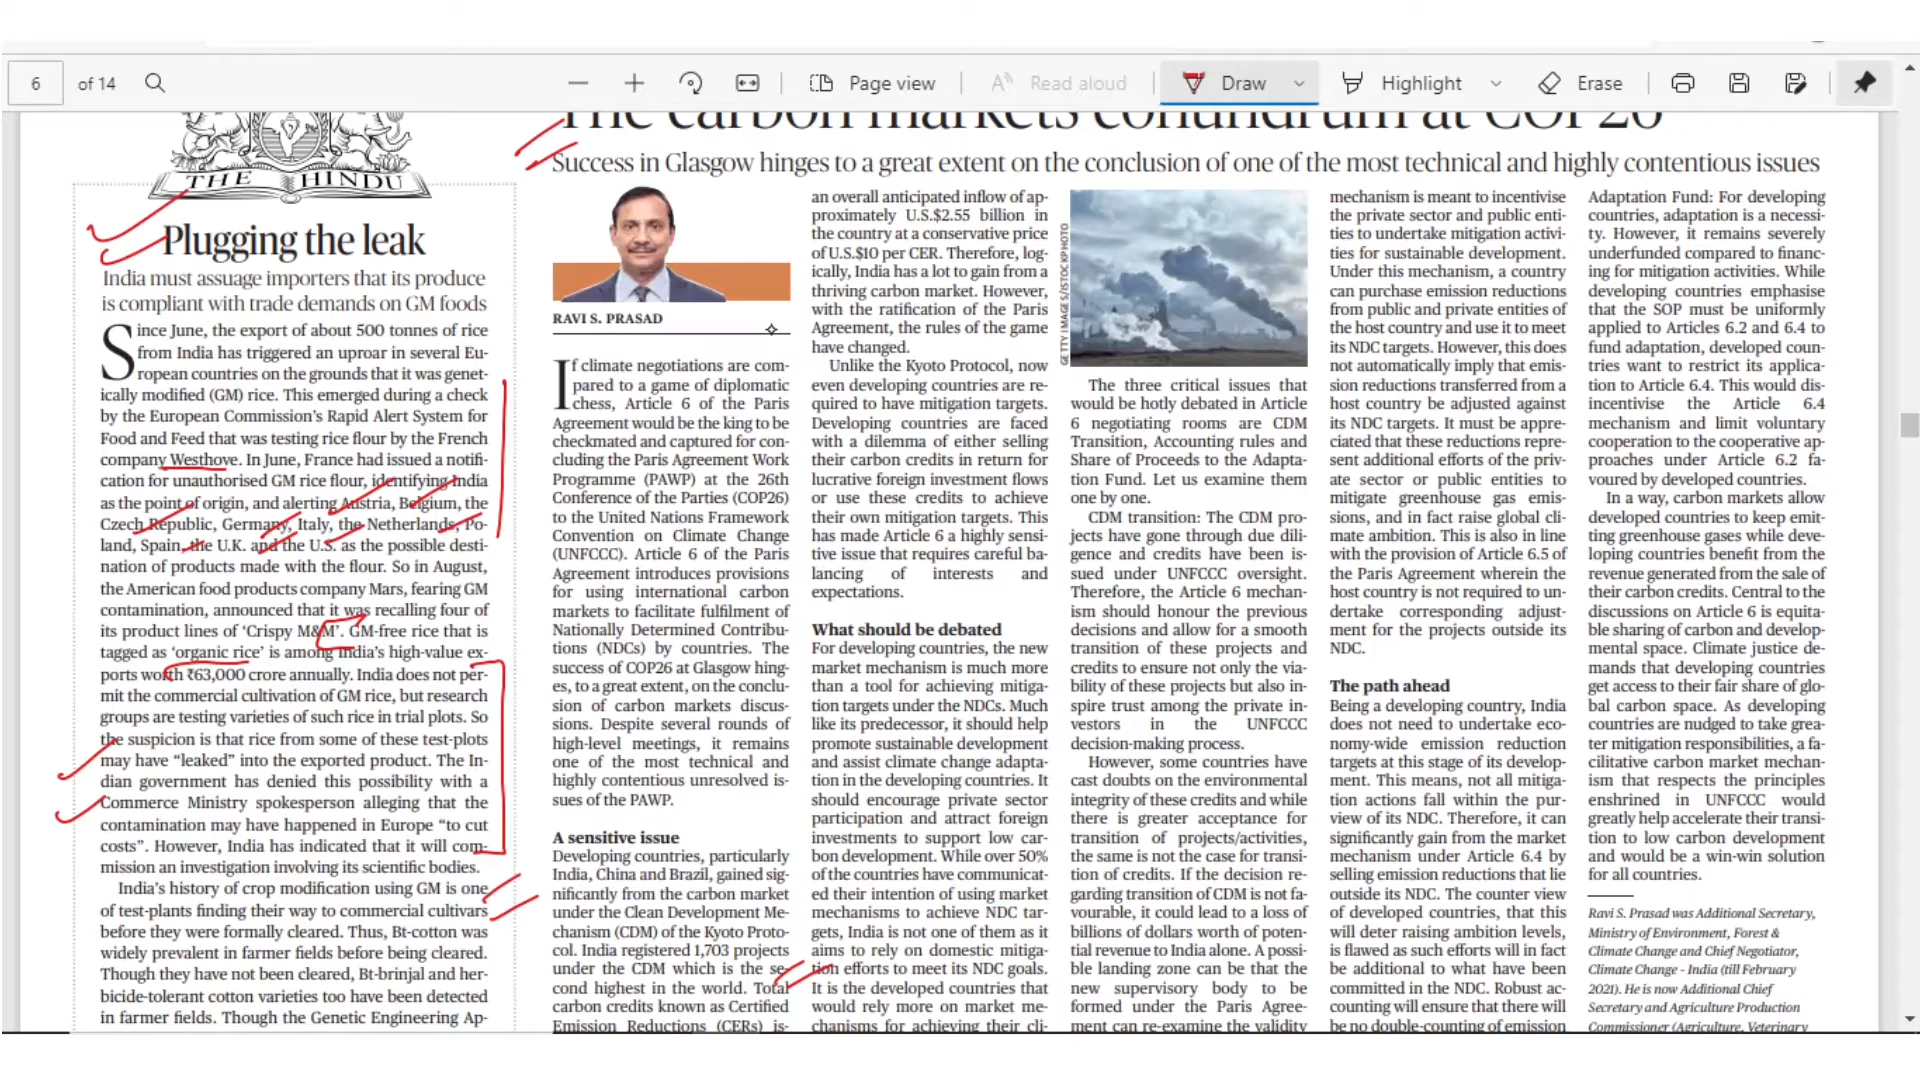 6 of 14 Page view Read aloud Draw Highlight Erase
THE HINDU
Plugging the leak
India must assuage importers that its produce
is compliant with trade demands on GM foods
Since June, the export of about 500 tonnes of rice
from India has triggered an uproar in several Eu-
ropean countries on the grounds that it was genet-
ically modified (GM) rice. This emerged during a check
by the European Commission's Rapid Alert System for
Food and Feed that was testing rice flour by the French
company Westhove. In June, France had issued a notifi-
cation for unauthorised GM rice flour, identifying India
as the point of origin, and alerting Austria, Belgium, the
Czech Republic, Germany, Italy, the Netherlands, Po-
land, Spain, the U.K. and the U.S. as the possible desti-
nation of products made with the flour. So in August,
the American food products company Mars, fearing GM
contamination, announced that it was recalling four of
its product lines of ‘Crispy M&M’. GM-free rice that is
tagged as ‘organic rice’ is among India's high-value ex-
ports worth ₹63,000 crore annually. India does not per-
mit the commercial cultivation of GM rice, but research
groups are testing varieties of such rice in trial plots. So
the suspicion is that rice from some of these test-plots
may have “leaked” into the exported product. The In-
dian government has denied this possibility with a
Commerce Ministry spokesperson alleging that the
contamination may have happened in Europe “to cut
costs”. However, India has indicated that it will com-
mission an investigation involving its scientific bodies.
India's history of crop modification using GM is one
of test-plants finding their way to commercial cultivars
before they were formally cleared. Thus, Bt-cotton was
widely prevalent in farmer fields before being cleared.
Though they have not been cleared, Bt-brinjal and her-
bicide-tolerant cotton varieties too have been detected
in farmer fields. Though the Genetic Engineering Ap-
The carbon markets conundrum at COP26
Success in Glasgow hinges to a great extent on the conclusion of one of the most technical and highly contentious issues
RAVI S. PRASAD
If climate negotiations are com-
pared to a game of diplomatic
chess, Article 6 of the Paris
Agreement would be the king to be
checkmated and captured for con-
cluding the Paris Agreement Work
Programme (PAWP) at the 26th
Conference of the Parties (COP26)
to the United Nations Framework
Convention on Climate Change
(UNFCCC). Article 6 of the Paris
Agreement introduces provisions
for using international carbon
markets to facilitate fulfilment of
Nationally Determined Contribu-
tions (NDCs) by countries. The
success of COP26 at Glasgow hing-
es, to a great extent, on the conclu-
sion of carbon markets discus-
sions. Despite several rounds of
high-level meetings, it remains
one of the most technical and
highly contentious unresolved is-
sues of the PAWP.
A sensitive issue
Developing countries, particularly
India, China and Brazil, gained sig-
nificantly from the carbon market
under the Clean Development Me-
chanism (CDM) of the Kyoto Proto-
col. India registered 1,703 projects
under the CDM which is the se-
cond highest in the world. Total
carbon credits known as Certified
Emission Reductions (CERs) is-
an overall anticipated inflow of ap-
proximately U.S.$2.55 billion in
the country at a conservative price
of U.S.$10 per CER. Therefore, log-
ically, India has a lot to gain from a
thriving carbon market. However,
with the ratification of the Paris
Agreement, the rules of the game
have changed.
Unlike the Kyoto Protocol, now
even developing countries are re-
quired to have mitigation targets.
Developing countries are faced
with a dilemma of either selling
their carbon credits in return for
lucrative foreign investment flows
or use these credits to achieve
their own mitigation targets. This
has made Article 6 a highly sensi-
tive issue that requires careful ba-
lancing of interests and
expectations.
What should be debated
For developing countries, the new
market mechanism is much more
than a tool for achieving mitiga-
tion targets under the NDCs. Much
like its predecessor, it should help
promote sustainable development
and assist climate change adapta-
tion in the developing countries. It
should encourage private sector
participation and attract foreign
investments to support low car-
bon development. While over 50%
of the countries have communicat-
ed their intention of using market
mechanisms to achieve NDC tar-
gets, India is not one of them as it
aims to rely on domestic mitiga-
tion efforts to meet its NDC goals.
It is the developed countries that
would rely more on market me-
chanisms for achieving their cli-
GETTY IMAGES/ISTOCKPHOTO
The three critical issues that
would be hotly debated in Article
6 negotiating rooms are CDM
Transition, Accounting rules and
Share of Proceeds to the Adapta-
tion Fund. Let us examine them
one by one.
CDM transition: The CDM pro-
jects have gone through due dili-
gence and credits have been is-
sued under UNFCCC oversight.
Therefore, the Article 6 mechan-
ism should honour the previous
decisions and allow for a smooth
transition of these projects and
credits to ensure not only the via-
bility of these projects but also in-
spire trust among the private in-
vestors in the UNFCCC
decision-making process.
However, some countries have
cast doubts on the environmental
integrity of these credits and while
there is greater acceptance for
transition of projects/activities,
the same is not the case for transi-
tion of credits. If the decision re-
garding transition of CDM is not fa-
vourable, it could lead to a loss of
billions of dollars worth of poten-
tial revenue to India alone. A possi-
ble landing zone can be that the
new supervisory body to be
formed under the Paris Agree-
ment can re-examine the validity
mechanism is meant to incentivise
the private sector and public enti-
ties to undertake mitigation activi-
ties for sustainable development.
Under this mechanism, a country
can purchase emission reductions
from public and private entities of
the host country and use it to meet
its NDC targets. However, this does
not automatically imply that emis-
sion reductions transferred from a
host country be adjusted against
its NDC targets. It must be appre-
ciated that these reductions repre-
sent additional efforts of the priv-
ate sector or public entities to
mitigate greenhouse gas emis-
sions, and in fact raise global cli-
mate ambition. This is also in line
with the provision of Article 6.5 of
the Paris Agreement wherein the
host country is not required to un-
dertake corresponding adjust-
ment for the projects outside its
NDC.
The path ahead
Being a developing country, India
does not need to undertake eco-
nomy-wide emission reduction
targets at this stage of its develop-
ment. This means, not all mitiga-
tion actions fall within the pur-
view of its NDC. Therefore, it can
significantly gain from the market
mechanism under Article 6.4 by
selling emission reductions that lie
outside its NDC. The counter view
of developed countries, that this
will deter raising ambition levels,
is flawed as such efforts will in fact
be additional to what have been
committed in the NDC. Robust ac-
counting will ensure that there will
be no double-counting of emission
Adaptation Fund: For developing
countries, adaptation is a necessi-
ty. However, it remains severely
underfunded compared to financ-
ing for mitigation activities. While
developing countries emphasise
that the SOP must be uniformly
applied to Articles 6.2 and 6.4 to
fund adaptation, developed coun-
tries want to restrict its applica-
tion to Article 6.4. This would dis-
incentivise the Article 6.4
mechanism and limit voluntary
cooperation to the cooperative ap-
proaches under Article 6.2 fa-
voured by developed countries.
In a way, carbon markets allow
developed countries to keep emit-
ting greenhouse gases while deve-
loping countries benefit from the
revenue generated from the sale of
their carbon credits. Central to the
discussions on Article 6 is equita-
ble sharing of carbon and develop-
mental space. Climate justice de-
mands that developing countries
get access to their fair share of glo-
bal carbon space. As developing
countries are nudged to take grea-
ter mitigation responsibilities, a fa-
cilitative carbon market mechan-
ism that respects the principles
enshrined in UNFCCC would
greatly help accelerate their transi-
tion to low carbon development
and would be a win-win solution
for all countries.
Ravi S. Prasad was Additional Secretary,
Ministry of Environment, Forest &
Climate Change and Chief Negotiator,
Climate Change - India (till February
2021). He is now Additional Chief
Secretary and Agriculture Production
Commissioner (Agriculture, Veterinary